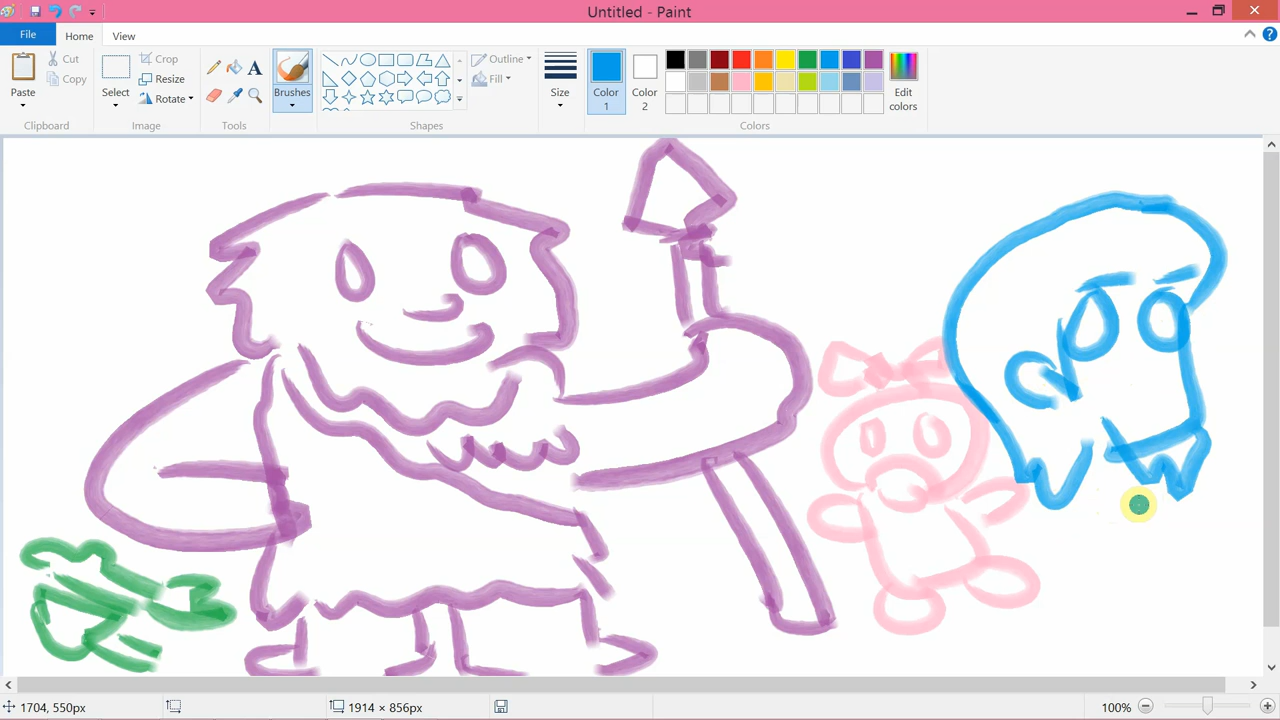 Untitled - Paint
File
Home
View
Paste
Cut
Copy
Clipboard
Select
Crop
Resize
Rotate
Image
A
Tools
Brushes
Outline
Fill
Shapes
Size
Color 1
Color 2
Edit colors
Colors
1704, 550px
1914 × 856px
100%